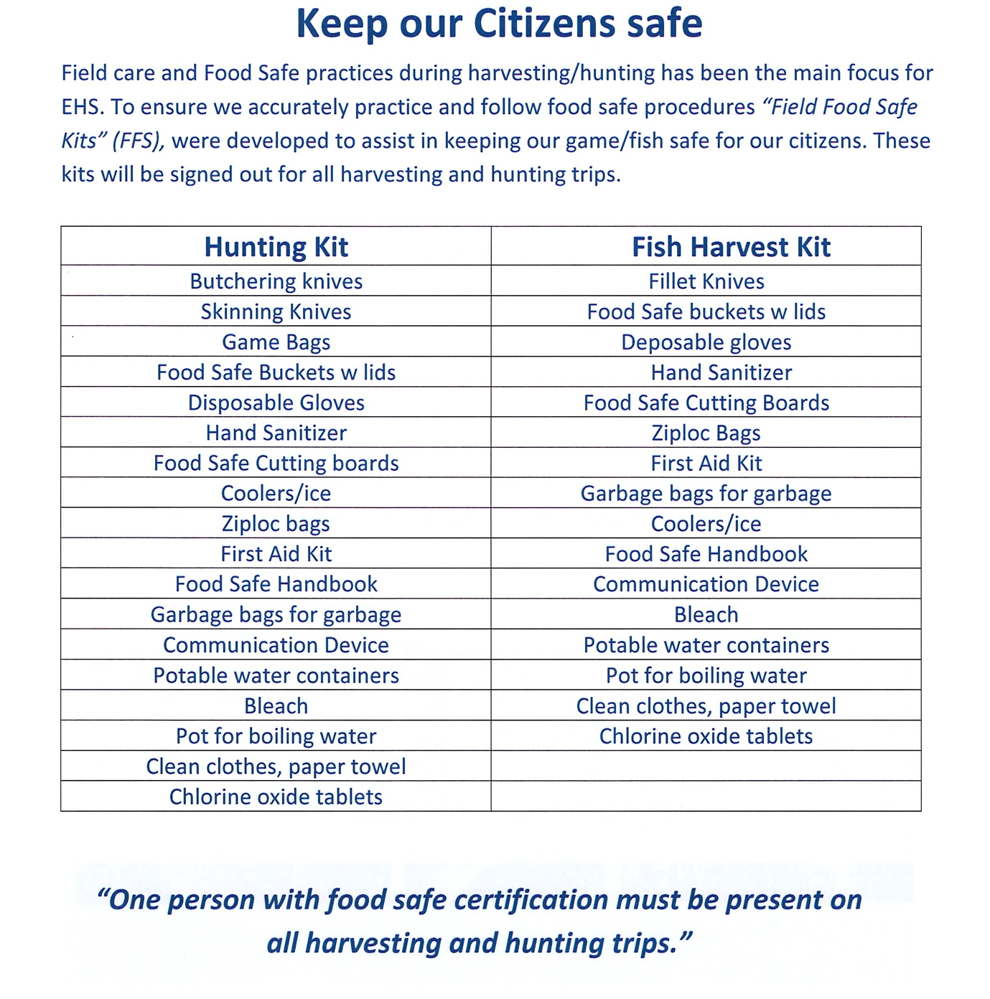 Keep our Citizens safe
Field care and Food Safe practices during harvesting/hunting has been the main focus for
EHS. To ensure we accurately practice and follow food safe procedures “Field Food Safe
Kits” (FFS), were developed to assist in keeping our game/fish safe for our citizens. These
kits will be signed out for all harvesting and hunting trips.
Hunting Kit Fish Harvest Kit
Butchering knives Fillet Knives
Skinning Knives Food Safe buckets w lids
Game Bags Deposable gloves
Food Safe Buckets w lids Hand Sanitizer
Disposable Gloves Food Safe Cutting Boards
Hand Sanitizer Ziploc Bags
Food Safe Cutting boards First Aid Kit
Coolers/ice Garbage bags for garbage
Ziploc bags Coolers/ice
First Aid Kit Food Safe Handbook
Food Safe Handbook Communication Device
Garbage bags for garbage Bleach
Communication Device Potable water containers
Potable water containers Pot for boiling water
Bleach Clean clothes, paper towel
Pot for boiling water Chlorine oxide tablets
Clean clothes, paper towel
Chlorine oxide tablets
“One person with food safe certification must be present on
all harvesting and hunting trips.”